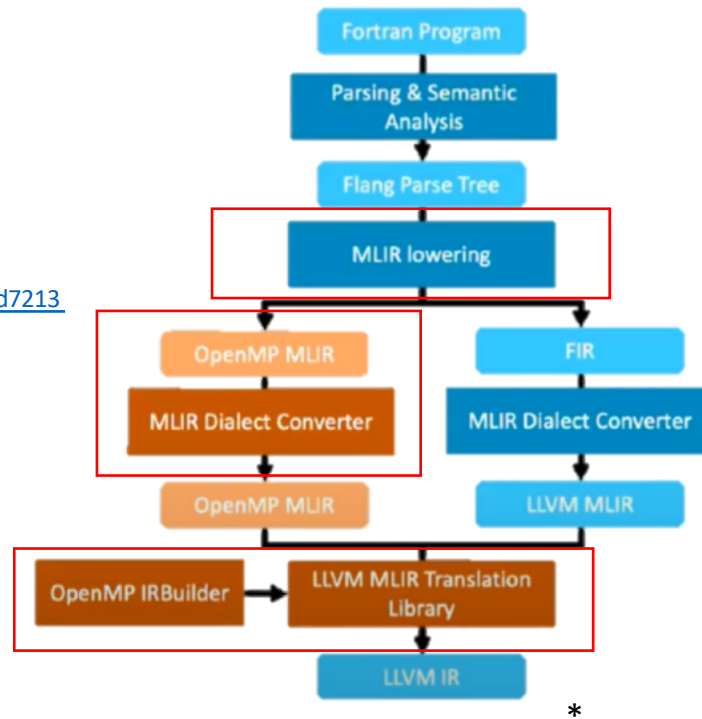 Fortran Program
Parsing & Semantic
Analysis
Flang Parse Tree
MLIR lowering
d7213
OpenMP MLIR
FIR
MLIR Dialect Converter
MLIR Dialect Converter
OpenMP MLIR
LLVM MLIR
OpenMP IRBuilder
LLVM MLIR Translation
Library
LLVM IR
*